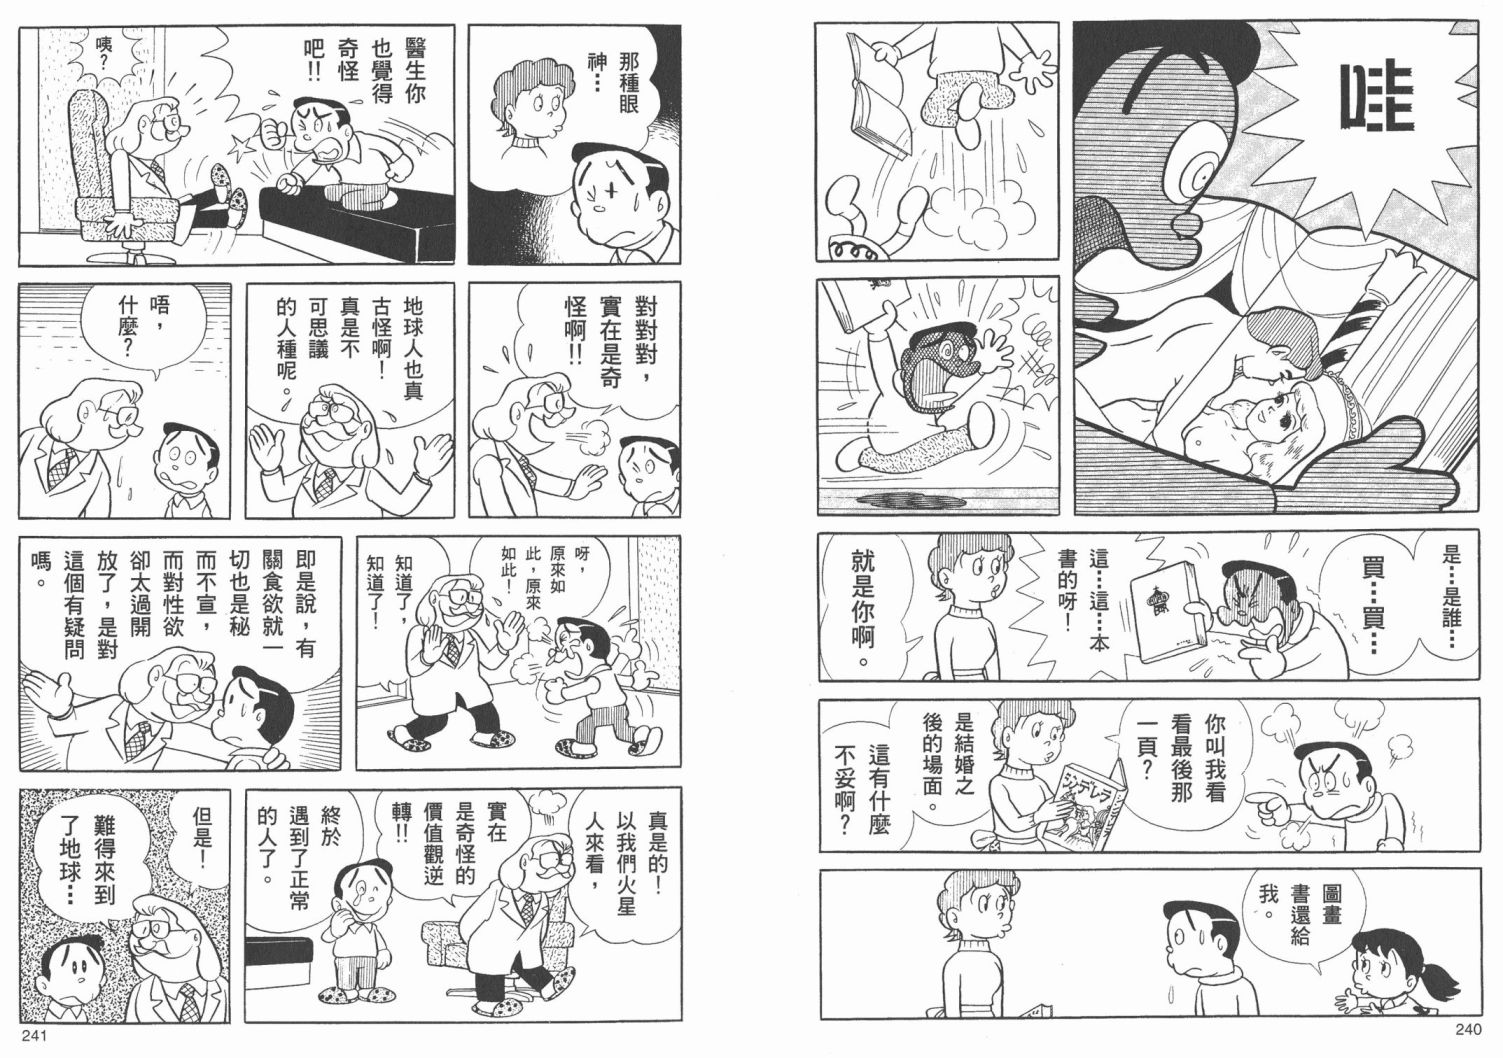 哇
是…是誰…
買…買…
這…這…本
書的呀！
就是你啊。
你叫我看
看最後那
一頁？
シンデレラ
是結婚之
後的場面。
這有什麼
不妥啊？
圖畫
書還給
我。
240
那種眼
神…
醫生你
也覺得
奇怪
吧!!
咦？
對對對，
實在是奇
怪啊!!
地球人也真
古怪啊！
真是不
可思議
的人種呢。
唔，
什麼？
呀，
原來如
此，原來
如此！
知道了，
知道了！
即是說，有
關食欲就一
切也是秘
而不宣，
而對性欲
卻太過開
放了，是對
這個有疑問
嗎。
真是的！
以我們火星
人來看，
實在
是奇怪的
價值觀逆
轉!!
終於
遇到了正常
的人了。
但是！
難得來到
了地球…
241